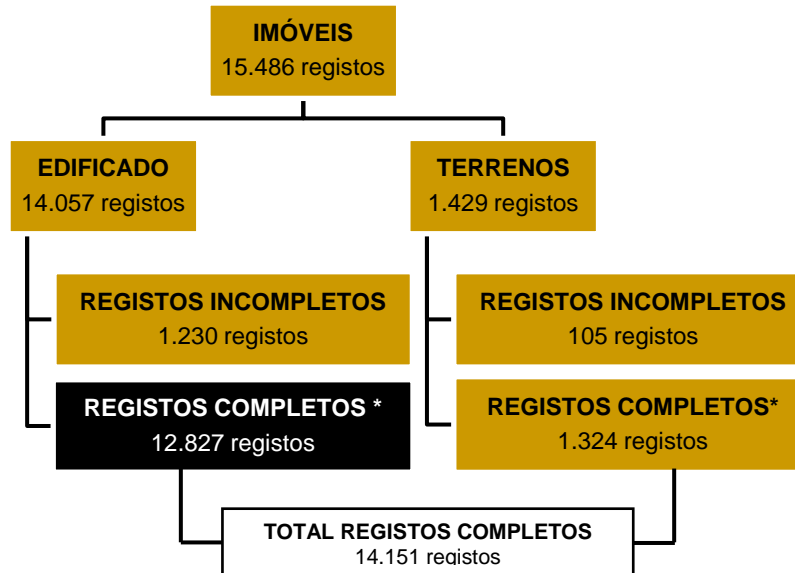 IMÓVEIS
15.486 registos
EDIFICADO
14.057 registos
TERRENOS
1.429 registos
REGISTOS INCOMPLETOS
1.230 registos
REGISTOS INCOMPLETOS
105 registos
REGISTOS COMPLETOS *
12.827 registos
REGISTOS COMPLETOS*
1.324 registos
TOTAL REGISTOS COMPLETOS
14.151 registos